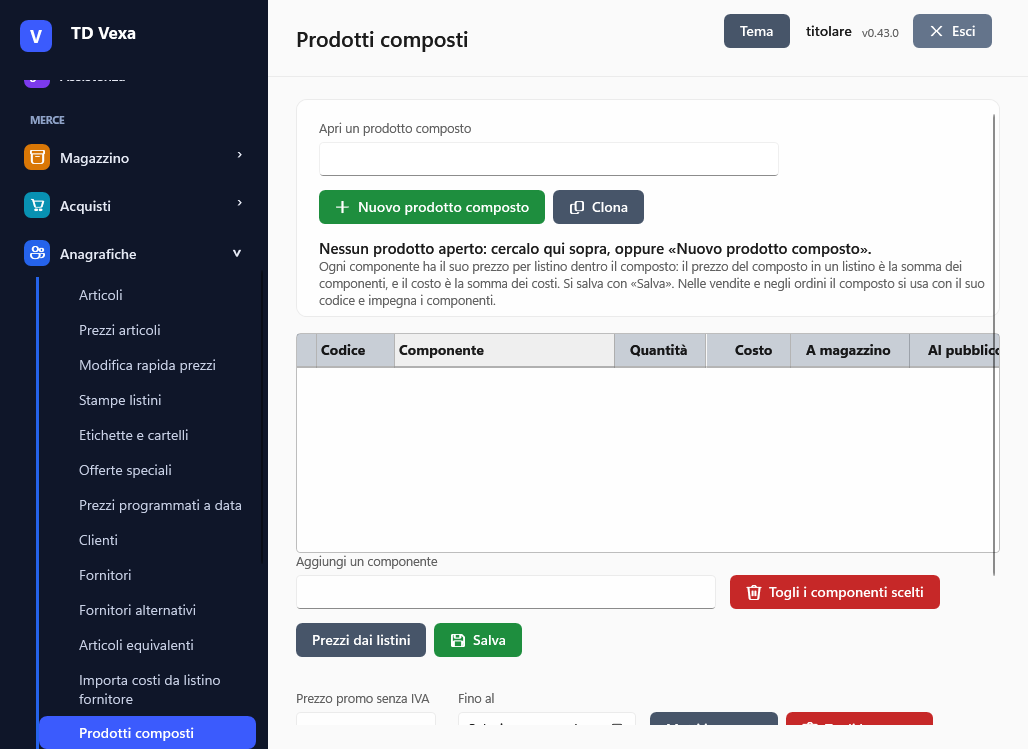 V
TD Vexa
Assistenza
MERCE
Magazzino
Acquisti
Anagrafiche
Articoli
Prezzi articoli
Modifica rapida prezzi
Stampe listini
Etichette e cartelli
Offerte speciali
Prezzi programmati a data
Clienti
Fornitori
Fornitori alternativi
Articoli equivalenti
Importa costi da listino
fornitore
Prodotti composti
Prodotti composti
Tema
titolare
v0.43.0
Esci
Apri un prodotto composto
Nuovo prodotto composto
Clona
Nessun prodotto aperto: cercalo qui sopra, oppure «Nuovo prodotto composto».
Ogni componente ha il suo prezzo per listino dentro il composto: il prezzo del composto in un listino è la somma dei
componenti, e il costo è la somma dei costi. Si salva con «Salva». Nelle vendite e negli ordini il composto si usa con il suo
codice e impegna i componenti.
Codice Componente Quantità Costo A magazzino Al pubblico
Aggiungi un componente
Togli i componenti scelti
Prezzi dai listini
Salva
Prezzo promo senza IVA
Fino al